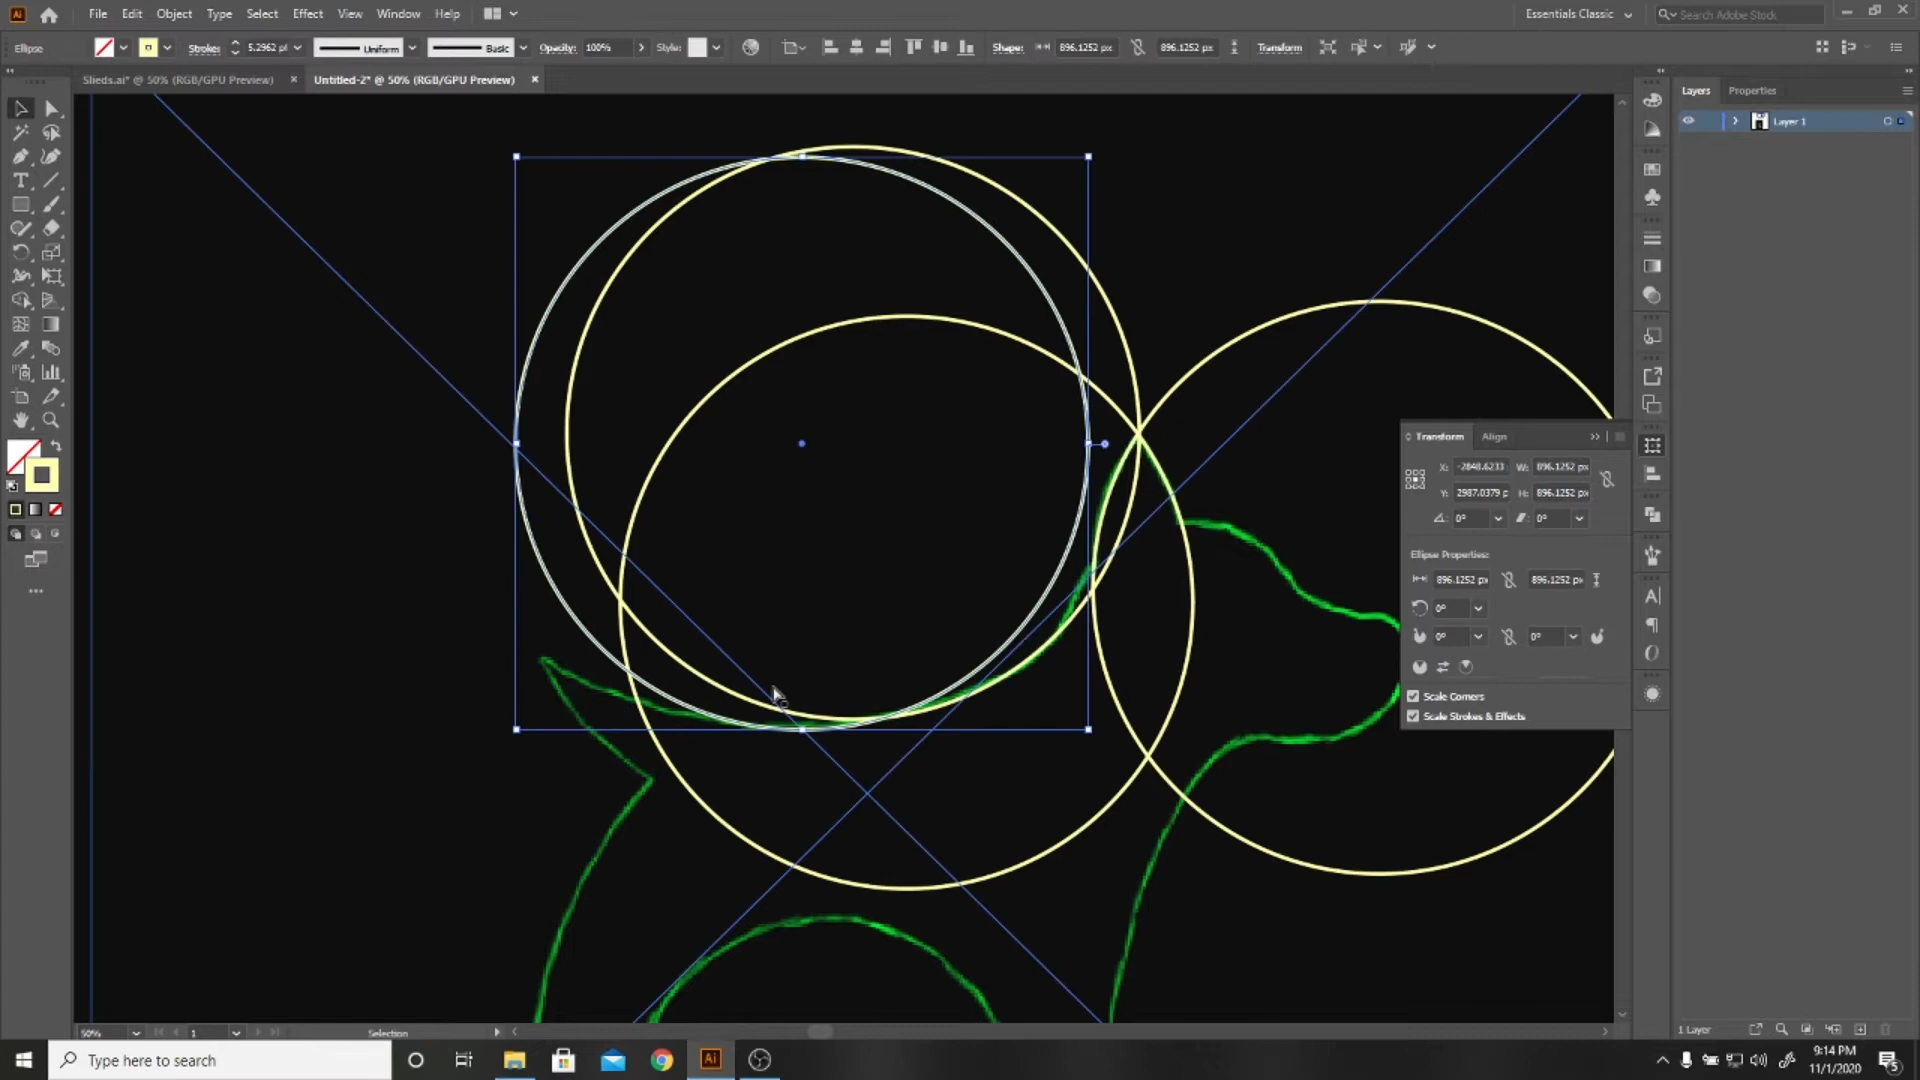 Ai File Edit Object Type Select Effect View Window Help Essentials Classic Search Adobe Stock
Ellipse Stroke: 5.2962 pt Uniform Basic Opacity: 100% Style: Shape: 896.1252 px 896.1252 px Transform
Slieds.ai* @ 50% (RGB/GPU Preview) × Untitled-2* @ 50% (RGB/GPU Preview) ×
Layers Properties
Layer 1
Transform Align
X: -2848.6233 W: 896.1252 px
Y: 2987.0379 p H: 896.1252 px
0° 0°
Ellipse Properties:
896.1252 px 896.1252 px
0°
0° 0°
Scale Corners
Scale Strokes & Effects
50% 1 Selection
1 Layer
Type here to search
Ai
9:14 PM
11/1/2020
5